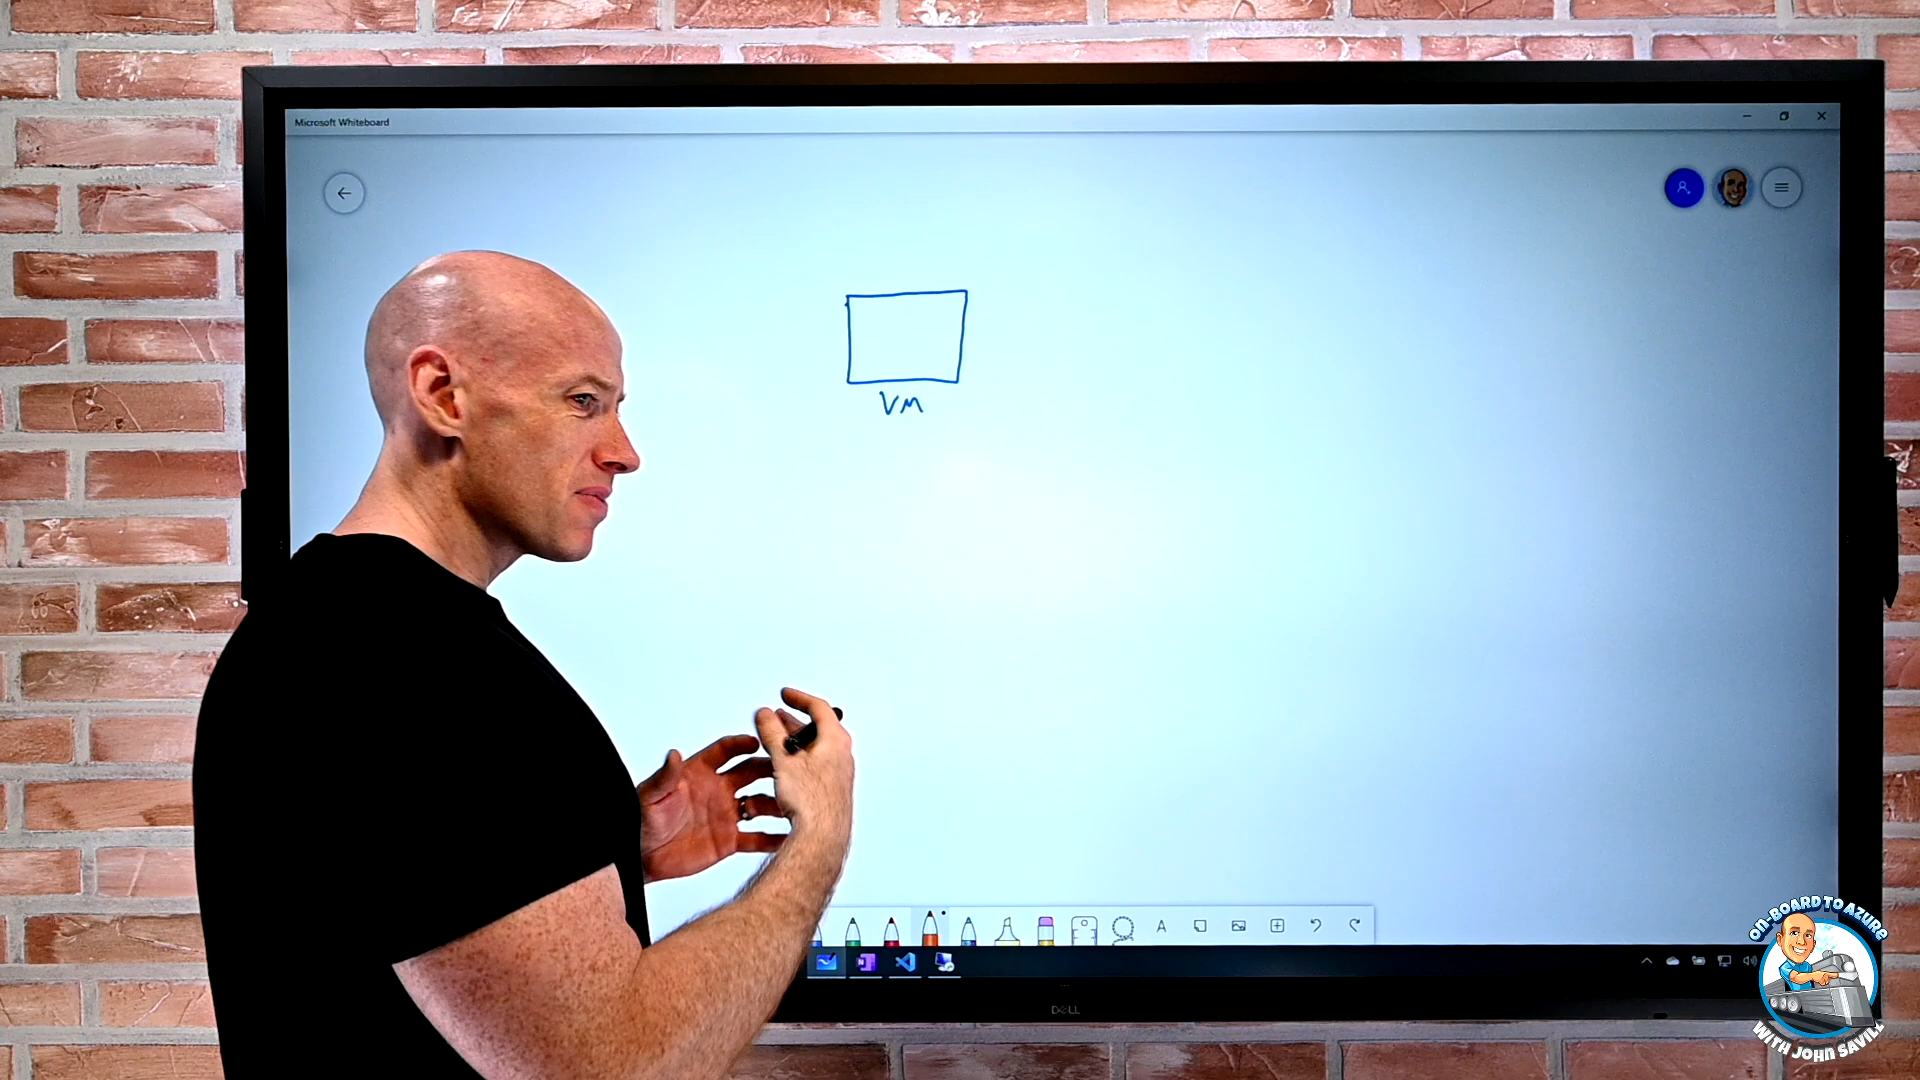 Microsoft Whiteboard
VM
A
DELL
ON-BOARD TO AZURE
WITH JOHN SAVILL